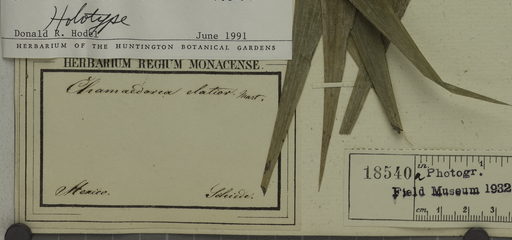 Holotype
Donald R. Hodel June 1991
HERBARIUM OF THE HUNTINGTON BOTANICAL GARDENS
HERBARIUM REGIUM MONACENSE.
Chamaedorea elatior. Mart.
Mexico. Schiede.
in.
1
18540 a Photogr.
Field Museum 1932
cm. 1 2 3